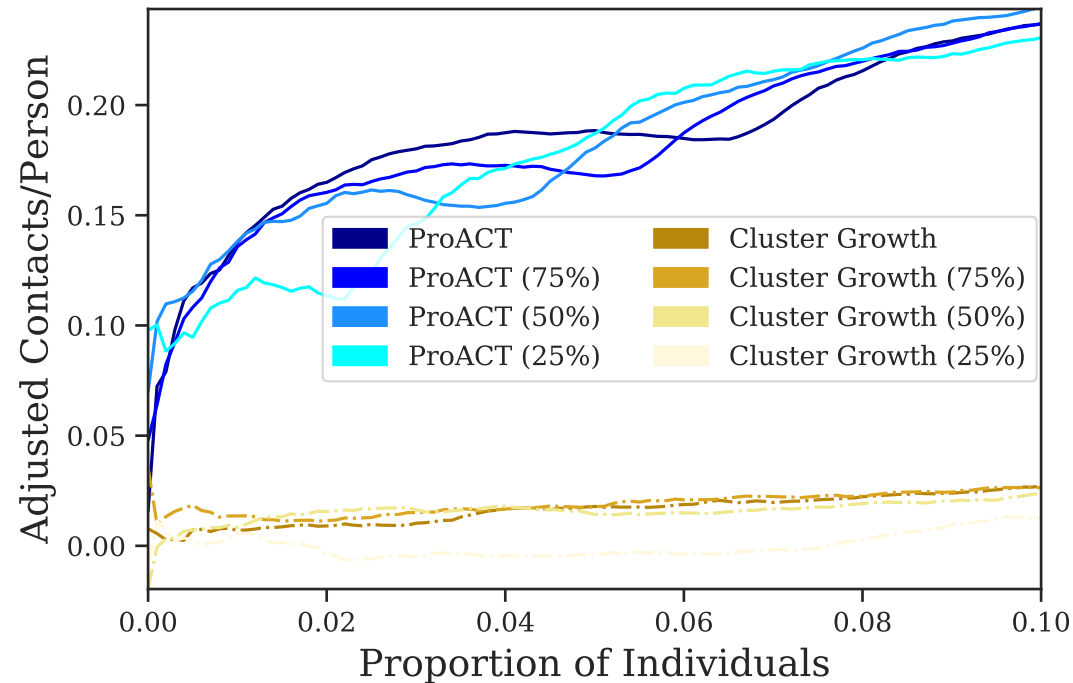 Adjusted Contacts/Person
0.20
0.15
0.10
0.05
0.00
ProACT
ProACT (75%)
ProACT (50%)
ProACT (25%)
Cluster Growth
Cluster Growth (75%)
Cluster Growth (50%)
Cluster Growth (25%)
0.00 0.02 0.04 0.06 0.08 0.10
Proportion of Individuals